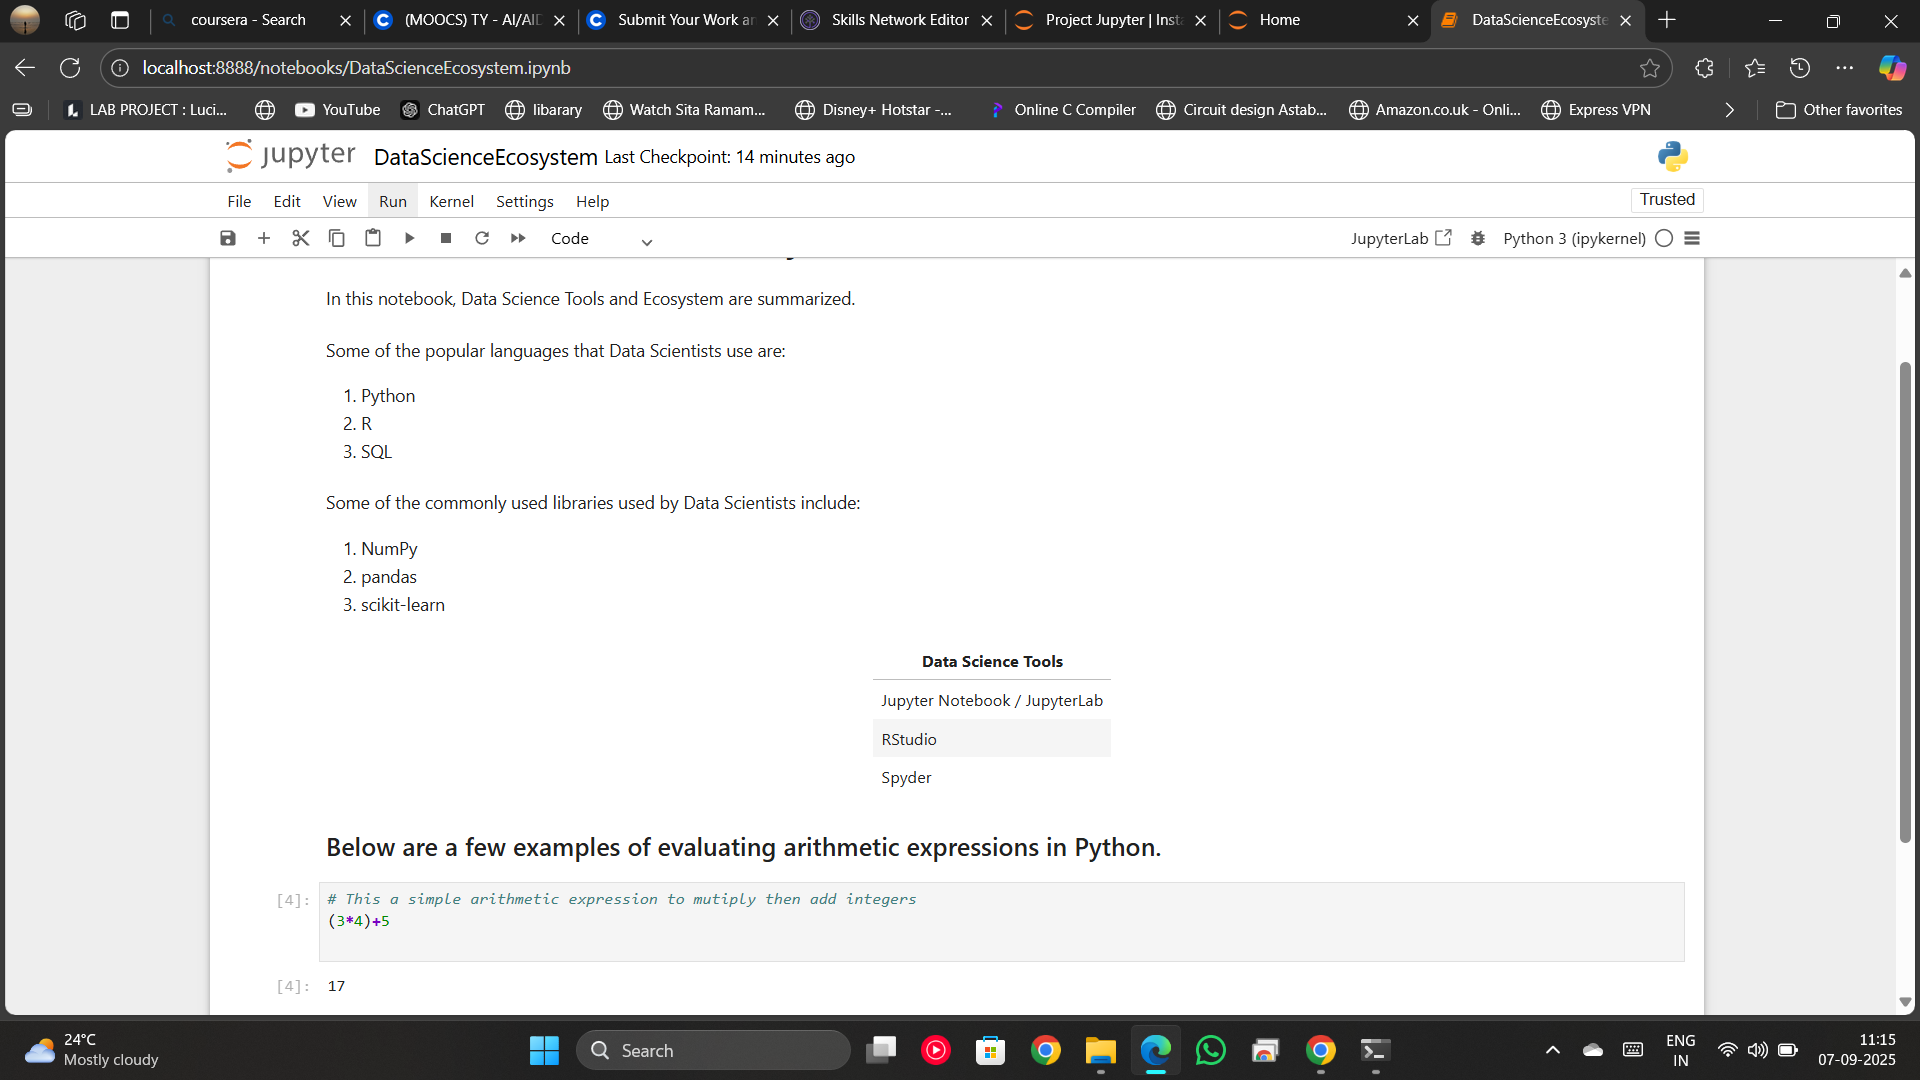 coursera - Search
(MOOCS) TY - AI/AID
Submit Your Work an
Skills Network Editor
Project Jupyter | Insta
Home
DataScienceEcosyste
localhost:8888/notebooks/DataScienceEcosystem.ipynb
LAB PROJECT : Luci...
YouTube
ChatGPT
libarary
Watch Sita Ramam...
Disney+ Hotstar -...
Online C Compiler
Circuit design Astab...
Amazon.co.uk - Onli...
Express VPN
Other favorites
jupyter DataScienceEcosystem Last Checkpoint: 14 minutes ago
File Edit View Run Kernel Settings Help
Trusted
Code
JupyterLab
Python 3 (ipykernel)
In this notebook, Data Science Tools and Ecosystem are summarized.
Some of the popular languages that Data Scientists use are:
1. Python
2. R
3. SQL
Some of the commonly used libraries used by Data Scientists include:
1. NumPy
2. pandas
3. scikit-learn
Data Science Tools
Jupyter Notebook / JupyterLab
RStudio
Spyder
Below are a few examples of evaluating arithmetic expressions in Python.
[4]: # This a simple arithmetic expression to mutiply then add integers
(3*4)+5
[4]: 17
24°C
Mostly cloudy
Search
ENG
IN
11:15
07-09-2025